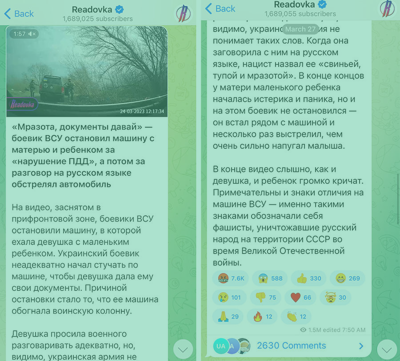 Back
Readovka
1,689,025 subscribers
1:57
24-03-2023 12:17:34
«Мразота, документы давай» —
боевик ВСУ остановил машину с
матерью и ребенком за
«нарушение ПДД», а потом за
разговор на русском языке
обстрелял автомобиль
На видео, заснятом в
прифронтовой зоне, боевики ВСУ
остановили машину, в которой
ехала девушка с маленьким
ребенком. Украинский боевик
неадекватно начал стучать по
машине, чтобы девушка дала ему
свои документы. Причиной
остановки стало то, что ее машина
обогнала воинскую колонну.
Девушка просила военного
разговаривать адекватно, но,
видимо, украинская армия не
Back
Readovka
1,689,055 subscribers
March 27
видимо, украинс ия не
понимает таких слов. Когда она
заговорила с ним на русском
языке, нацист назвал ее «свиньей,
тупой и мразотой». В конце концов
у матери маленького ребенка
началась истерика и паника, но и
на этом боевик не остановился —
он встал рядом с машиной и
несколько раз выстрелил, чем
очень сильно напугал малыша.
В конце видео слышно, как и
девушка, и ребенок громко кричат.
Примечательны и знаки отличия на
машине ВСУ — именно такими
знаками обозначали себя
фашисты, уничтожавшие русский
народ на территории СССР во
время Великой Отечественной
войны.
7.6K 588 330 269
101 75 66 30
29 12 12
1.5M edited 7:50 AM
UA A 2630 Comments